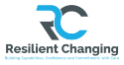 RC
Resilient Changing
Building Capabilities, Confidence and Commitment, with Care